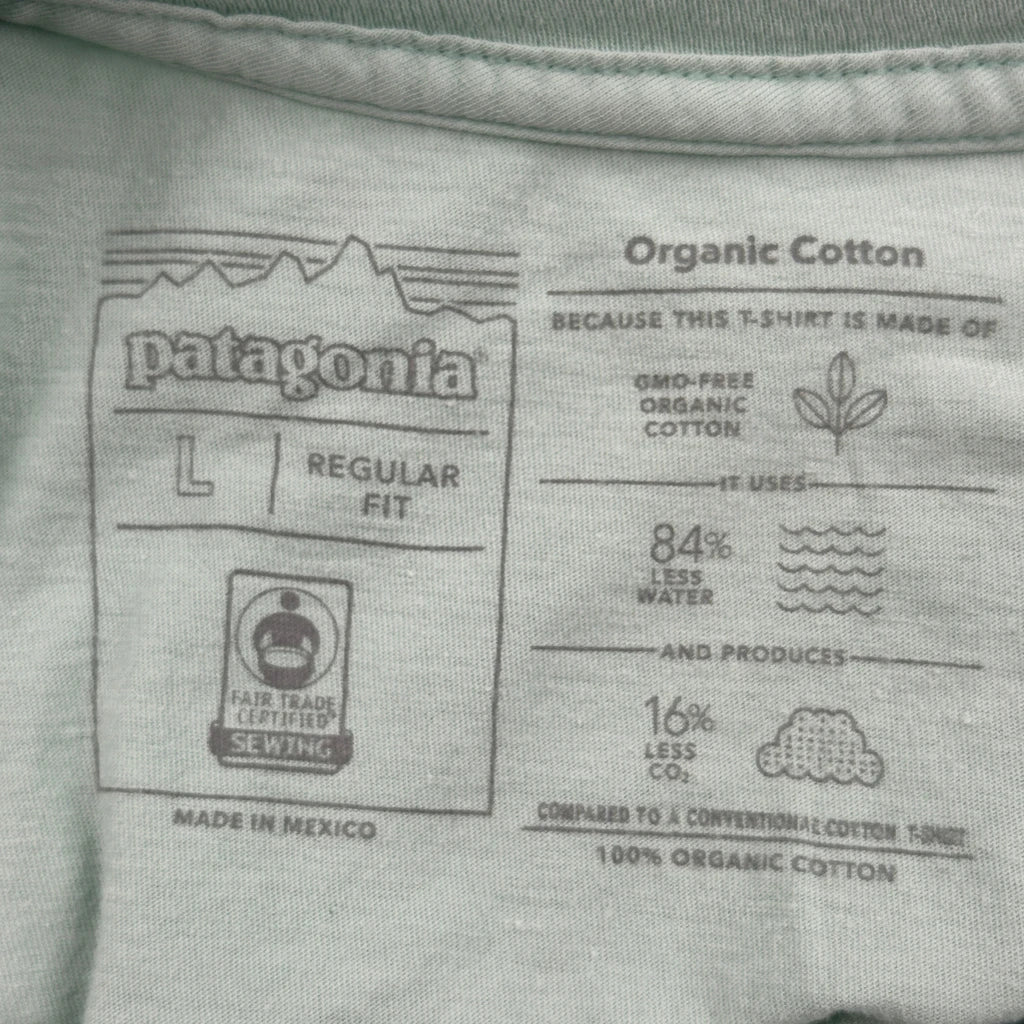 patagonia®
L
REGULAR
FIT
FAIR TRADE
CERTIFIED
SEWING
MADE IN MEXICO
Organic Cotton
BECAUSE THIS T-SHIRT IS MADE OF
GMO-FREE
ORGANIC
COTTON
IT USES
84%
LESS
WATER
AND PRODUCES
16%
LESS
CO₂
COMPARED TO A CONVENTIONAL COTTON T-SHIRT
100% ORGANIC COTTON